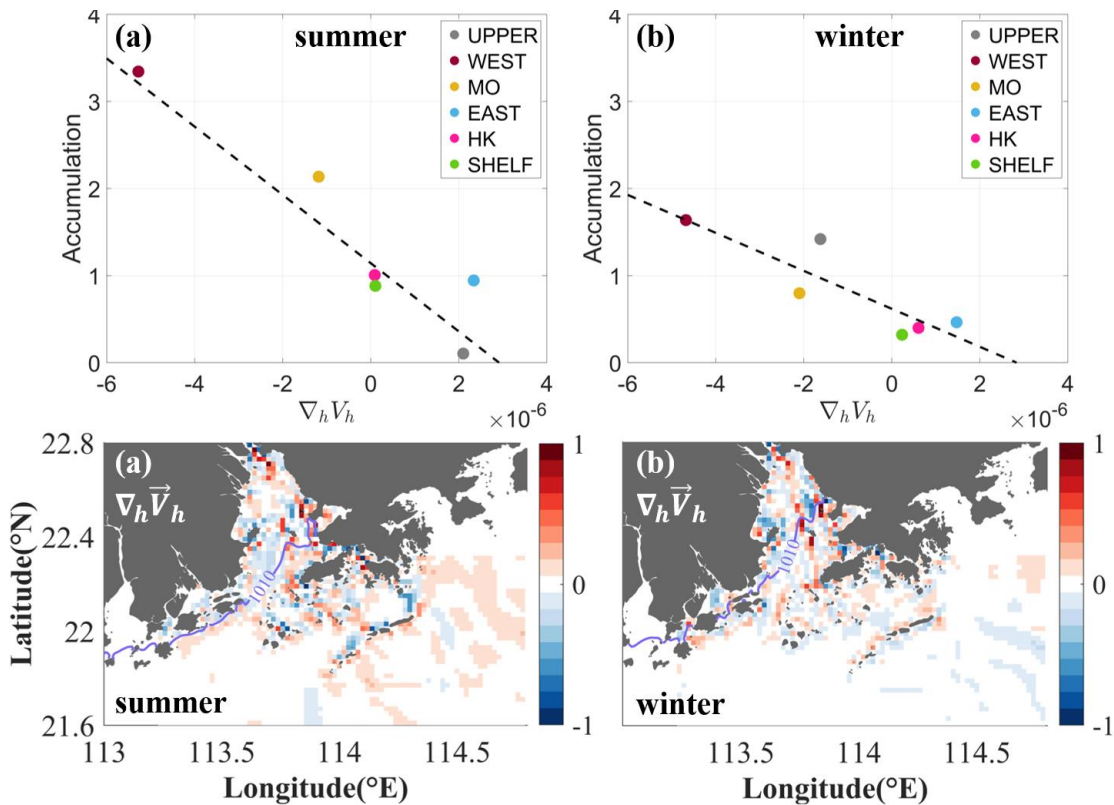 (a) summer
4
3
2
1
0
Accumulation
UPPER
WEST
MO
EAST
HK
SHELF
-6 -4 -2 0 2 4
∇hVh
×10-6
(b) winter
4
3
2
1
0
Accumulation
UPPER
WEST
MO
EAST
HK
SHELF
-6 -4 -2 0 2 4
∇hVh
×10-6
(a)
∇hV⃗h
1010
summer
22.8
22.4
22
21.6
Latitude(°N)
113 113.5 114 114.5
Longitude(°E)
1
0
-1
(b)
∇hV⃗h
1010
winter
113.5 114 114.5
Longitude(°E)
1
0
-1